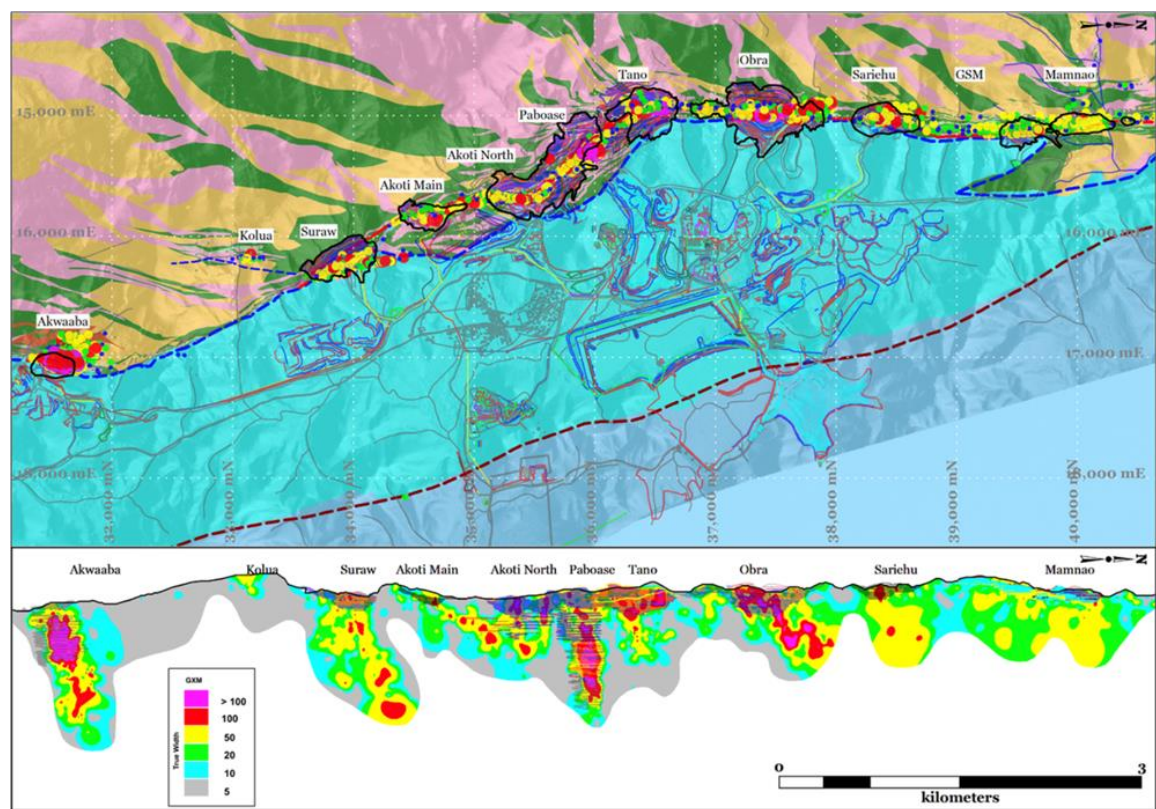 N
Obra
Tano
Sariehu
GSM
Mamnao
15,000 mE
Paboase
Akoti North
Akoti Main
Kolua
Suraw
16,000 mE
16,000 mE
Akwaaba
17,000 mE
18,000 mE
18,000 mE
32,000 mN
33,000 mN
34,000 mN
35,000 mN
36,000 mN
37,000 mN
38,000 mN
39,000 mN
40,000 mN
N
Akwaaba
Kolua
Suraw
Akoti Main
Akoti North
Paboase
Tano
Obra
Sariehu
Mamnao
GXM
True Width
> 100
100
50
20
10
5
0
3
kilometers